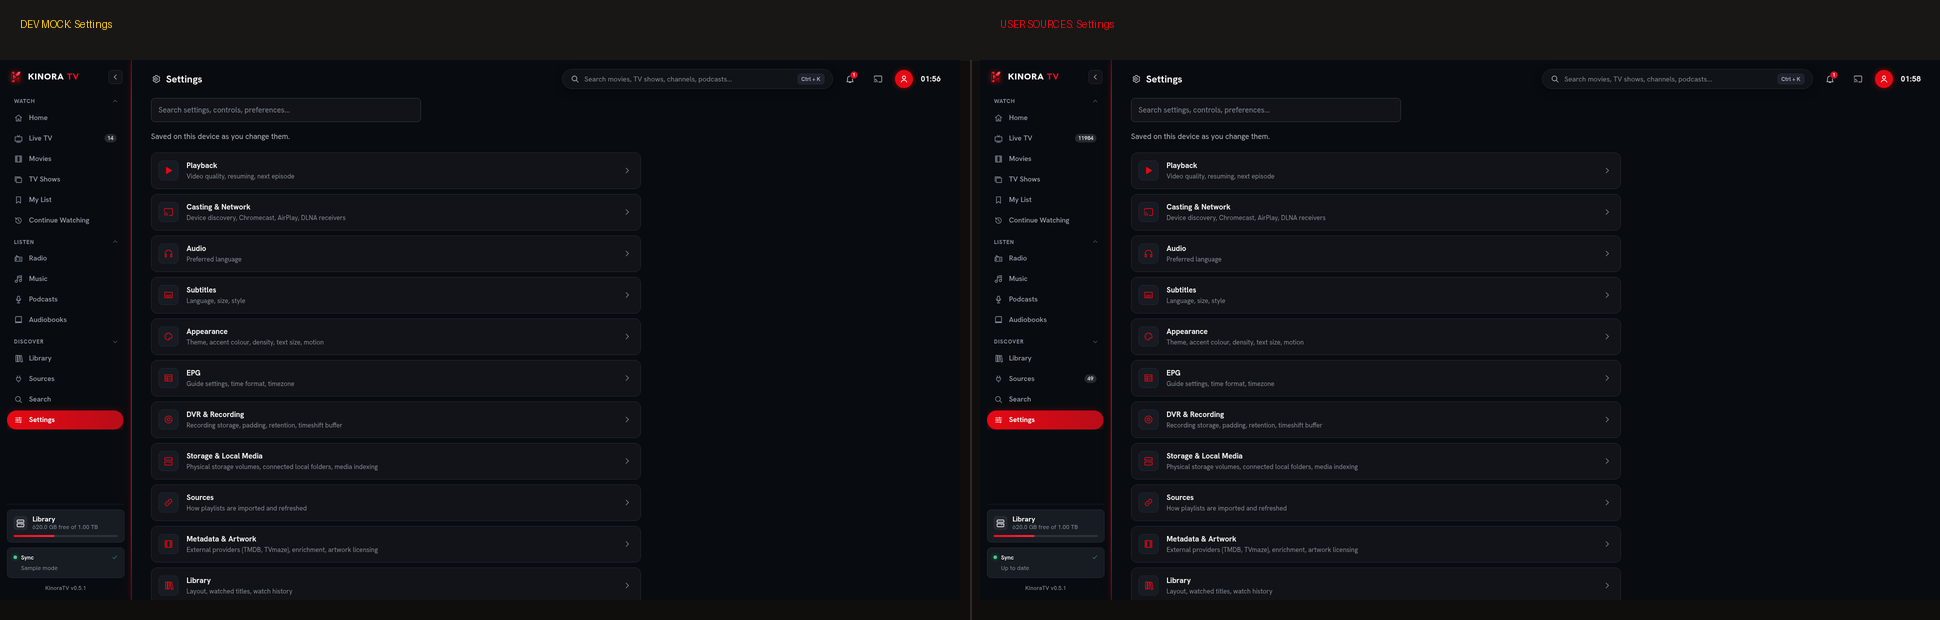 DEV MOCK: Settings
KINORA TV
WATCH
Home
Live TV 14
Movies
TV Shows
My List
Continue Watching
LISTEN
Radio
Music
Podcasts
Audiobooks
DISCOVER
Library
Sources
Search
Settings
Library
620.0 GB free of 1.00 TB
Sync
Sample mode
KinoraTV v0.5.1
Settings
Search movies, TV shows, channels, podcasts... Ctrl + K
1
01:56
Search settings, controls, preferences...
Saved on this device as you change them.
Playback
Video quality, resuming, next episode
Casting & Network
Device discovery, Chromecast, AirPlay, DLNA receivers
Audio
Preferred language
Subtitles
Language, size, style
Appearance
Theme, accent colour, density, text size, motion
EPG
Guide settings, time format, timezone
DVR & Recording
Recording storage, padding, retention, timeshift buffer
Storage & Local Media
Physical storage volumes, connected local folders, media indexing
Sources
How playlists are imported and refreshed
Metadata & Artwork
External providers (TMDB, TVmaze), enrichment, artwork licensing
Library
Layout, watched titles, watch history
USER SOURCES: Settings
KINORA TV
WATCH
Home
Live TV 11984
Movies
TV Shows
My List
Continue Watching
LISTEN
Radio
Music
Podcasts
Audiobooks
DISCOVER
Library
Sources 49
Search
Settings
Library
620.0 GB free of 1.00 TB
Sync
Up to date
KinoraTV v0.5.1
Settings
Search movies, TV shows, channels, podcasts... Ctrl + K
1
01:58
Search settings, controls, preferences...
Saved on this device as you change them.
Playback
Video quality, resuming, next episode
Casting & Network
Device discovery, Chromecast, AirPlay, DLNA receivers
Audio
Preferred language
Subtitles
Language, size, style
Appearance
Theme, accent colour, density, text size, motion
EPG
Guide settings, time format, timezone
DVR & Recording
Recording storage, padding, retention, timeshift buffer
Storage & Local Media
Physical storage volumes, connected local folders, media indexing
Sources
How playlists are imported and refreshed
Metadata & Artwork
External providers (TMDB, TVmaze), enrichment, artwork licensing
Library
Layout, watched titles, watch history